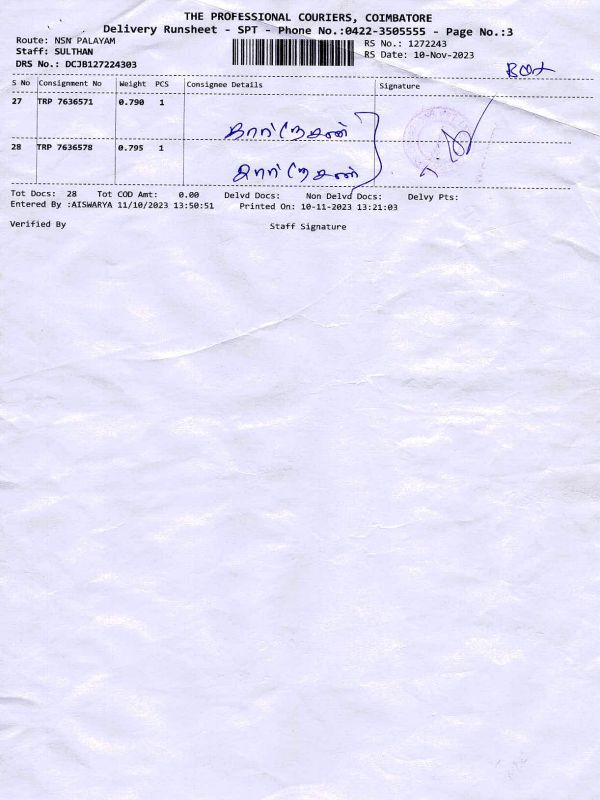 THE PROFESSIONAL COURIERS, COIMBATORE
Delivery Runsheet - SPT - Phone No.:0422-3505555 - Page No.:3
Route: NSN PALAYAM RS No.: 1272243
Staff: SULTHAN RS Date: 10-Nov-2023
DRS No.: DCJB127224303
S No Consignment No Weight PCS Consignee Details Signature
27 TRP 7636571 0.790 1
28 TRP 7636578 0.795 1
Tot Docs: 28 Tot COD Amt: 0.00 Delvd Docs: Non Delvd Docs: Delvy Pts:
Entered By :AISWARYA 11/10/2023 13:50:51 Printed On: 10-11-2023 13:21:03
Verified By Staff Signature